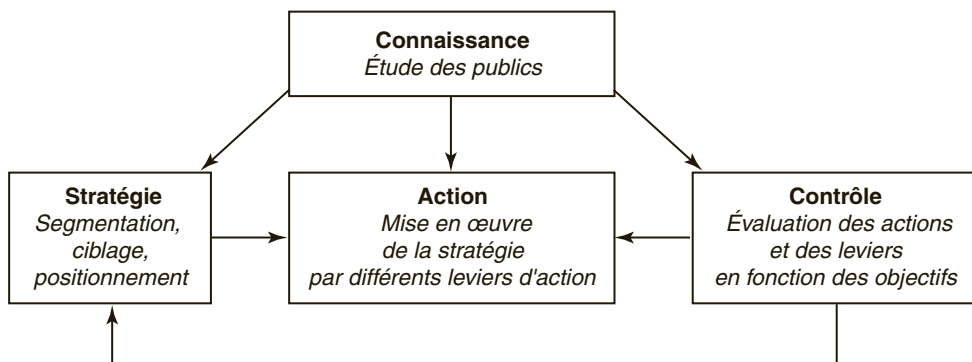 Connaissance
Étude des publics
Stratégie
Segmentation,
ciblage,
positionnement
Action
Mise en œuvre
de la stratégie
par différents leviers d'action
Contrôle
Évaluation des actions
et des leviers
en fonction des objectifs